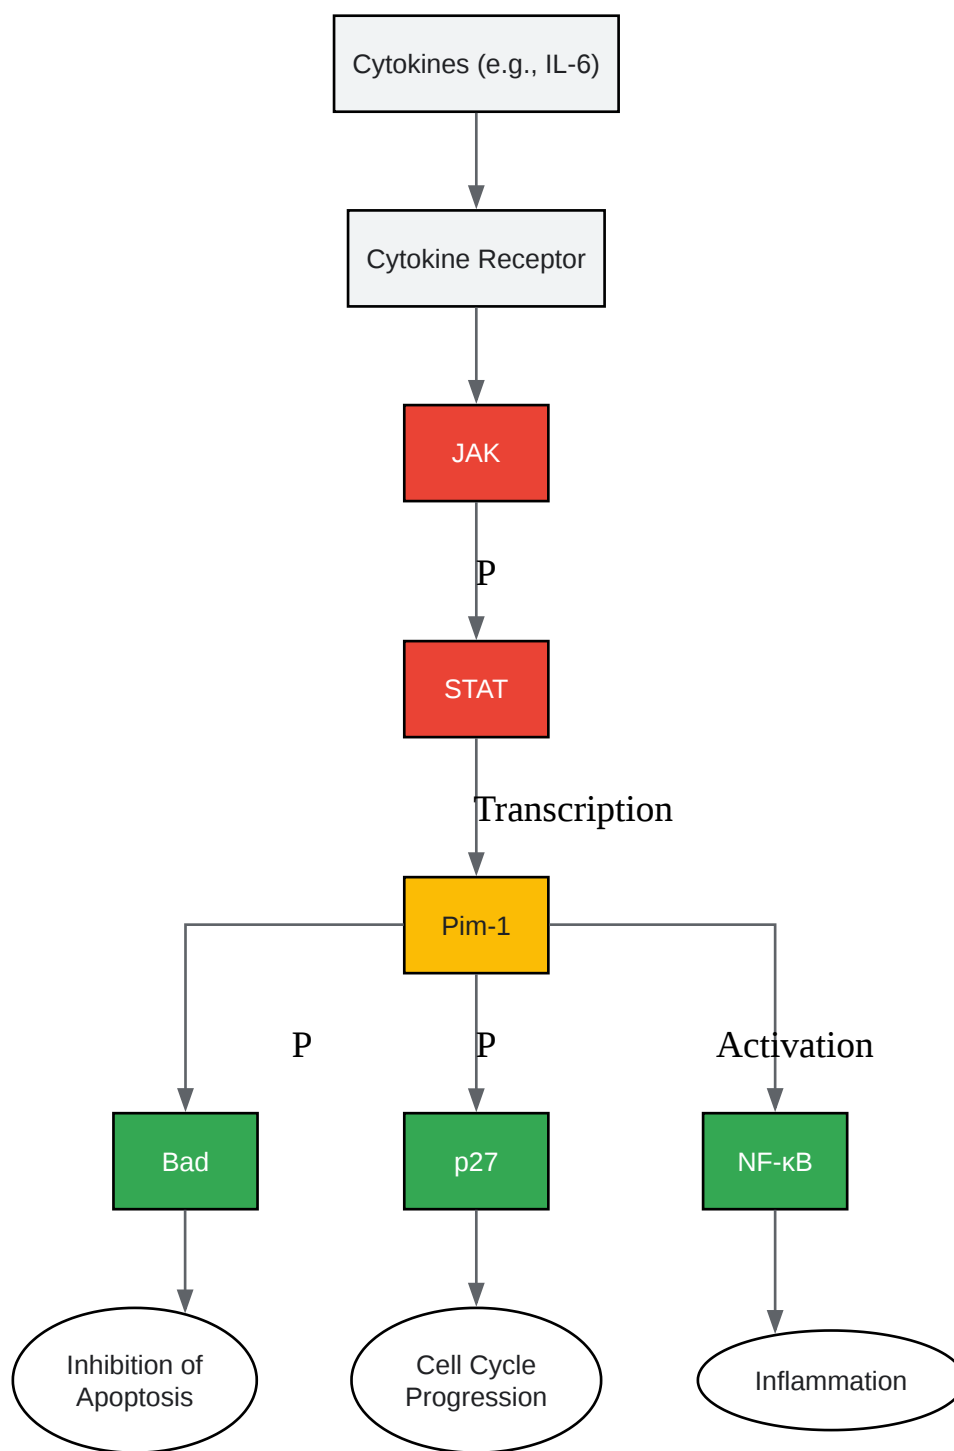 Cytokines (e.g., IL-6)
Cytokine Receptor
JAK
P
STAT
Transcription
Pim-1
P
P
Activation
Bad
p27
NF-κB
Inhibition of
Apoptosis
Cell Cycle
Progression
Inflammation